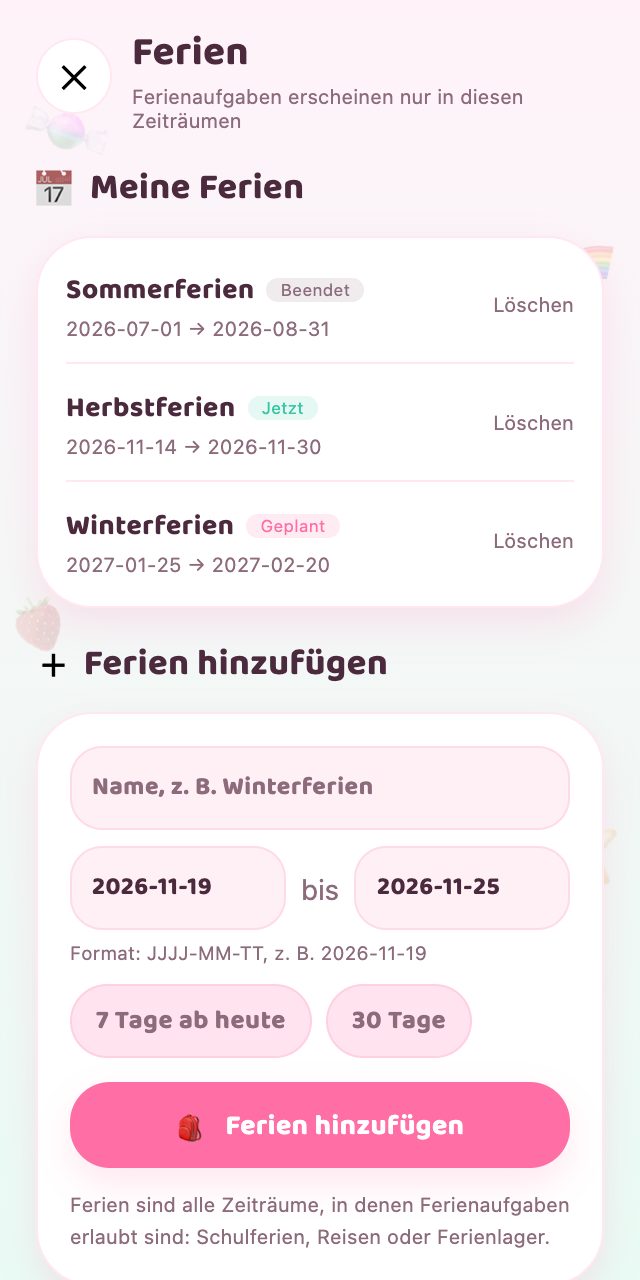 Ferien
Ferienaufgaben erscheinen nur in diesen
Zeiträumen
JUL 17 Meine Ferien
Sommerferien Beendet
2026-07-01 → 2026-08-31
Löschen
Herbstferien Jetzt
2026-11-14 → 2026-11-30
Löschen
Winterferien Geplant
2027-01-25 → 2027-02-20
Löschen
+ Ferien hinzufügen
Name, z. B. Winterferien
2026-11-19 bis 2026-11-25
Format: JJJJ-MM-TT, z. B. 2026-11-19
7 Tage ab heute 30 Tage
Ferien hinzufügen
Ferien sind alle Zeiträume, in denen Ferienaufgaben
erlaubt sind: Schulferien, Reisen oder Ferienlager.